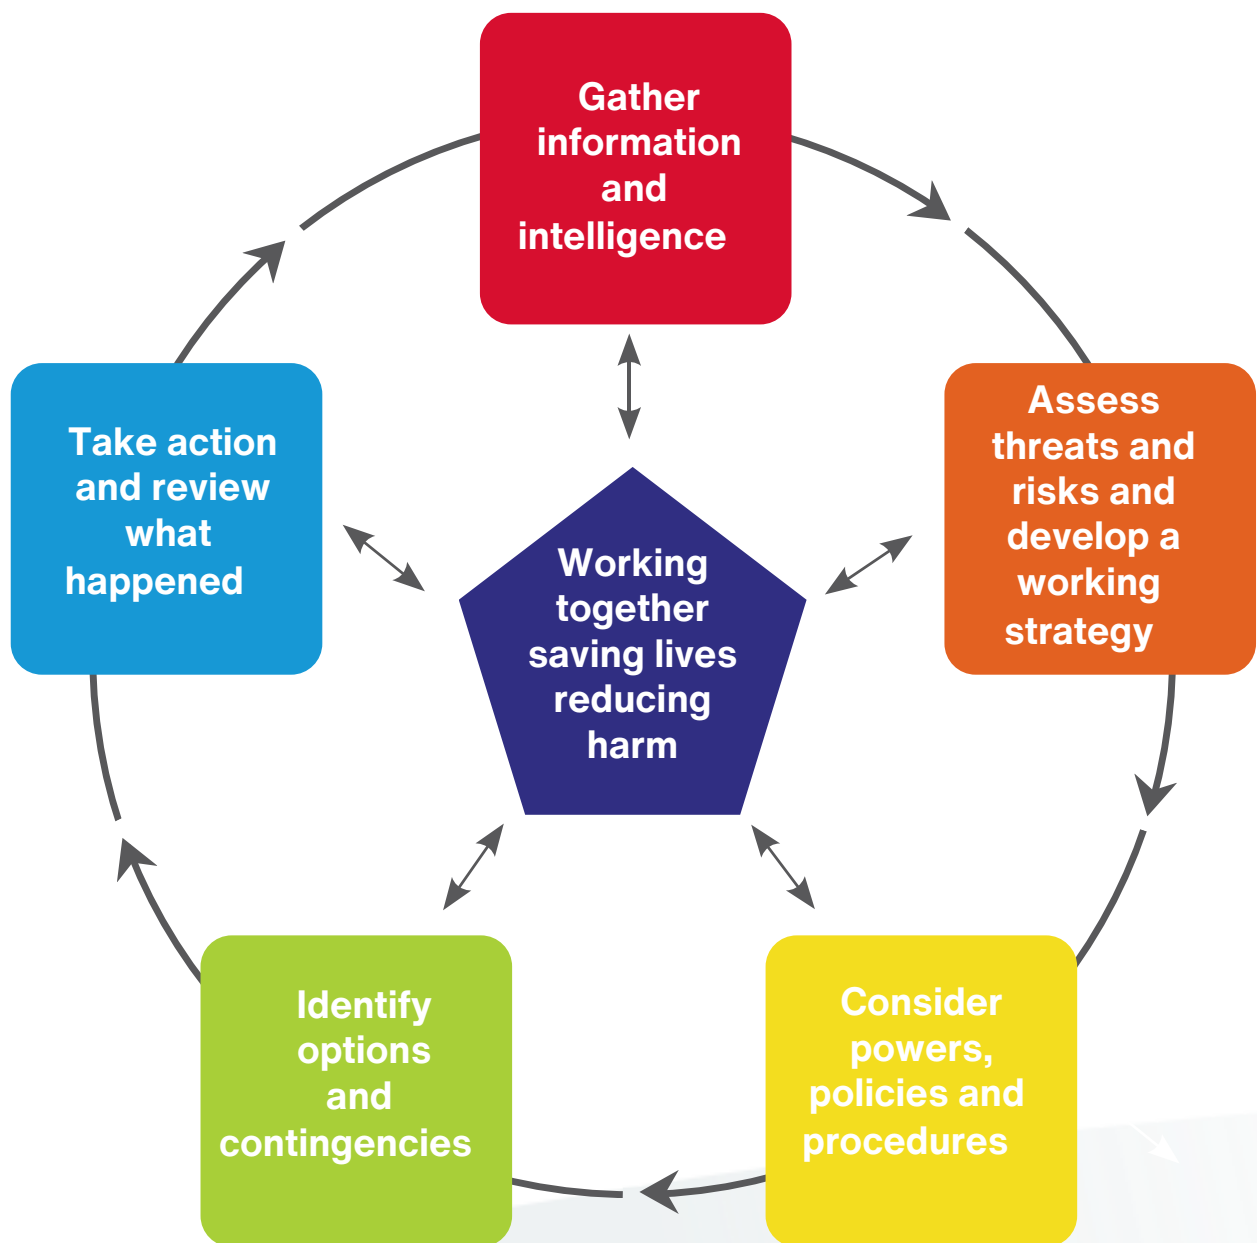 Gather
information
and
intelligence
Assess
threats and
risks and
develop a
working
strategy
Consider
powers,
policies and
procedures
Identify
options
and
contingencies
Take action
and review
what
happened
Working
together
saving lives
reducing
harm